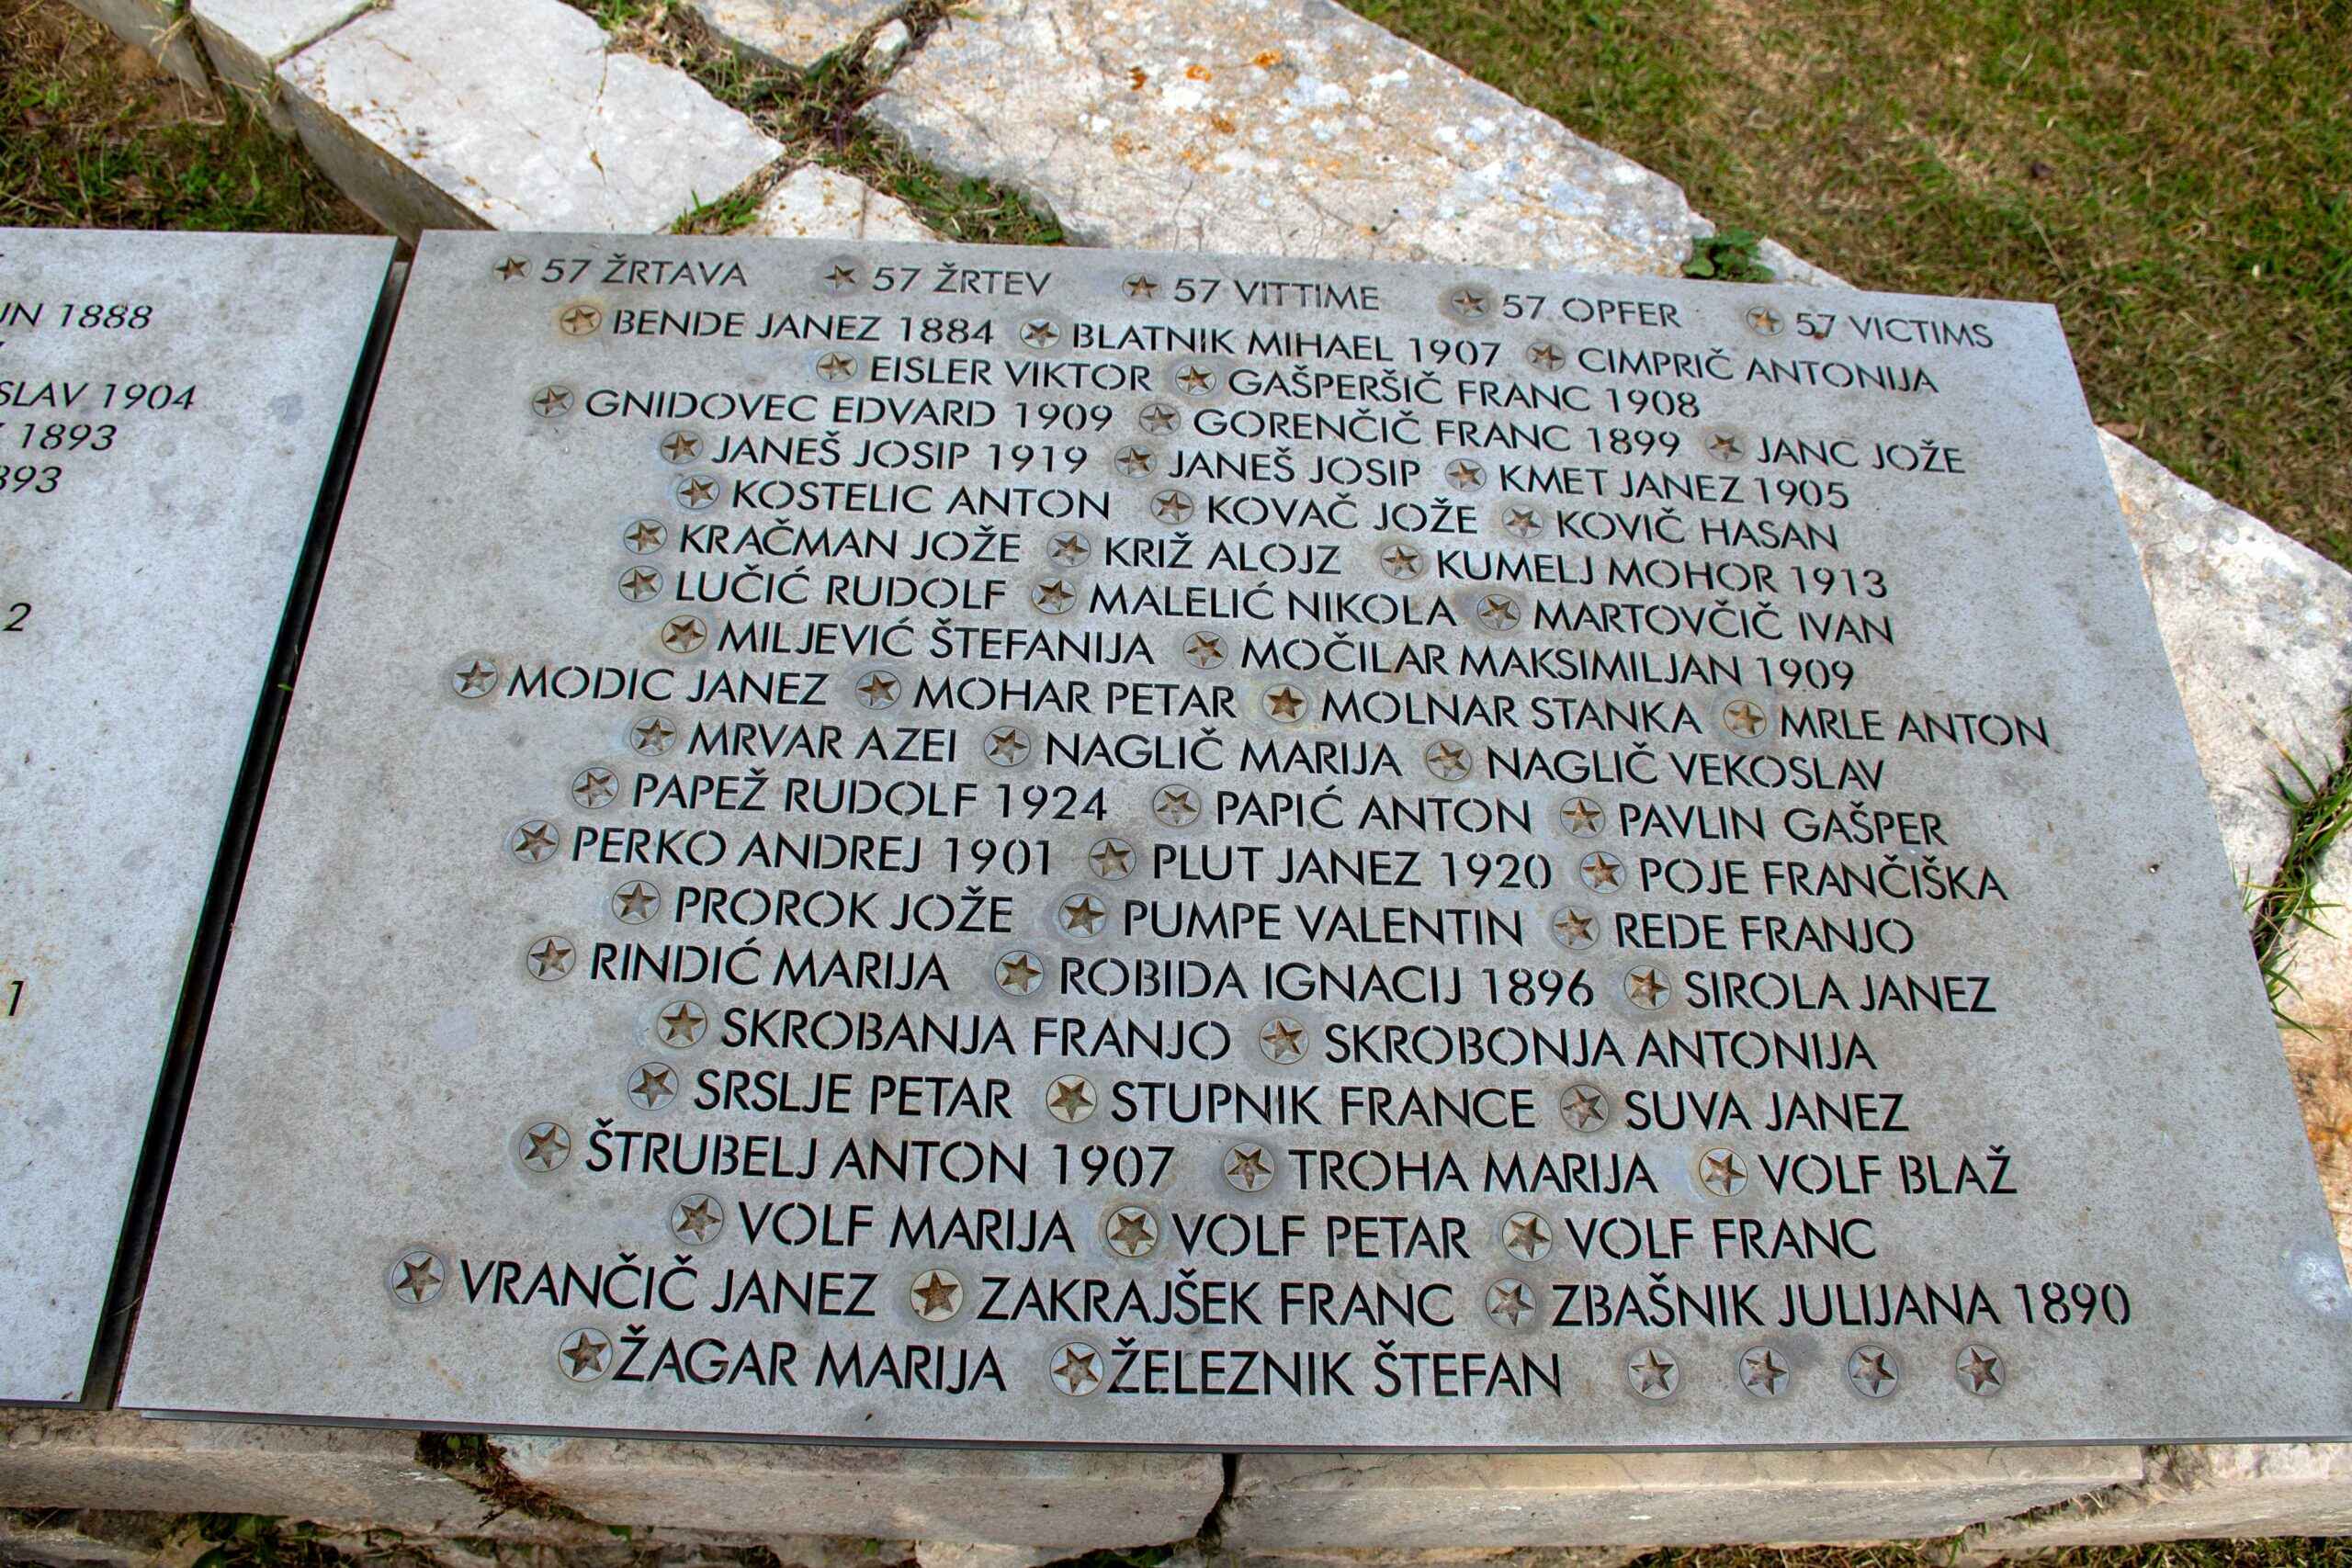 UN 1888
SLAV 1904
1893
893
2
1
★ 57 ŽRTAVA ★ 57 ŽRTEV ★ 57 VITTIME ★ 57 OPFER ★ 57 VICTIMS
★ BENDE JANEZ 1884 ★ BLATNIK MIHAEL 1907 ★ CIMPRIČ ANTONIJA
★ EISLER VIKTOR ★ GAŠPERŠIČ FRANC 1908
★ GNIDOVEC EDVARD 1909 ★ GORENČIČ FRANC 1899 ★ JANC JOŽE
★ JANEŠ JOSIP 1919 ★ JANEŠ JOSIP ★ KMET JANEZ 1905
★ KOSTELIC ANTON ★ KOVAČ JOŽE ★ KOVIČ HASAN
★ KRAČMAN JOŽE ★ KRIŽ ALOJZ ★ KUMELJ MOHOR 1913
★ LUČIĆ RUDOLF ★ MALELIĆ NIKOLA ★ MARTOVČIČ IVAN
★ MILJEVIĆ ŠTEFANIJA ★ MOČILAR MAKSIMILJAN 1909
★ MODIC JANEZ ★ MOHAR PETAR ★ MOLNAR STANKA ★ MRLE ANTON
★ MRVAR AZEI ★ NAGLIČ MARIJA ★ NAGLIČ VEKOSLAV
★ PAPEŽ RUDOLF 1924 ★ PAPIĆ ANTON ★ PAVLIN GAŠPER
★ PERKO ANDREJ 1901 ★ PLUT JANEZ 1920 ★ POJE FRANČIŠKA
★ PROROK JOŽE ★ PUMPE VALENTIN ★ REDE FRANJO
★ RINDIĆ MARIJA ★ ROBIDA IGNACIJ 1896 ★ SIROLA JANEZ
★ SKROBANJA FRANJO ★ SKROBONJA ANTONIJA
★ SRSLJE PETAR ★ STUPNIK FRANCE ★ SUVA JANEZ
★ ŠTRUBELJ ANTON 1907 ★ TROHA MARIJA ★ VOLF BLAŽ
★ VOLF MARIJA ★ VOLF PETAR ★ VOLF FRANC
★ VRANČIČ JANEZ ★ ZAKRAJŠEK FRANC ★ ZBAŠNIK JULIJANA 1890
★ ŽAGAR MARIJA ★ ŽELEZNIK ŠTEFAN ★ ★ ★ ★